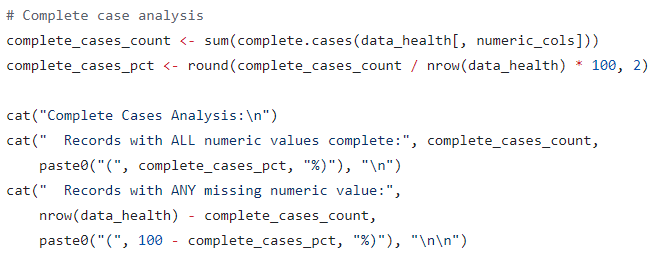 # Complete case analysis
complete_cases_count <- sum(complete.cases(data_health[, numeric_cols]))
complete_cases_pct <- round(complete_cases_count / nrow(data_health) * 100, 2)

cat("Complete Cases Analysis:\n")
cat("  Records with ALL numeric values complete:", complete_cases_count,
    paste0("(", complete_cases_pct, "%)"), "\n")
cat("  Records with ANY missing numeric value:",
    nrow(data_health) - complete_cases_count,
    paste0("(", 100 - complete_cases_pct, "%)"), "\n\n")